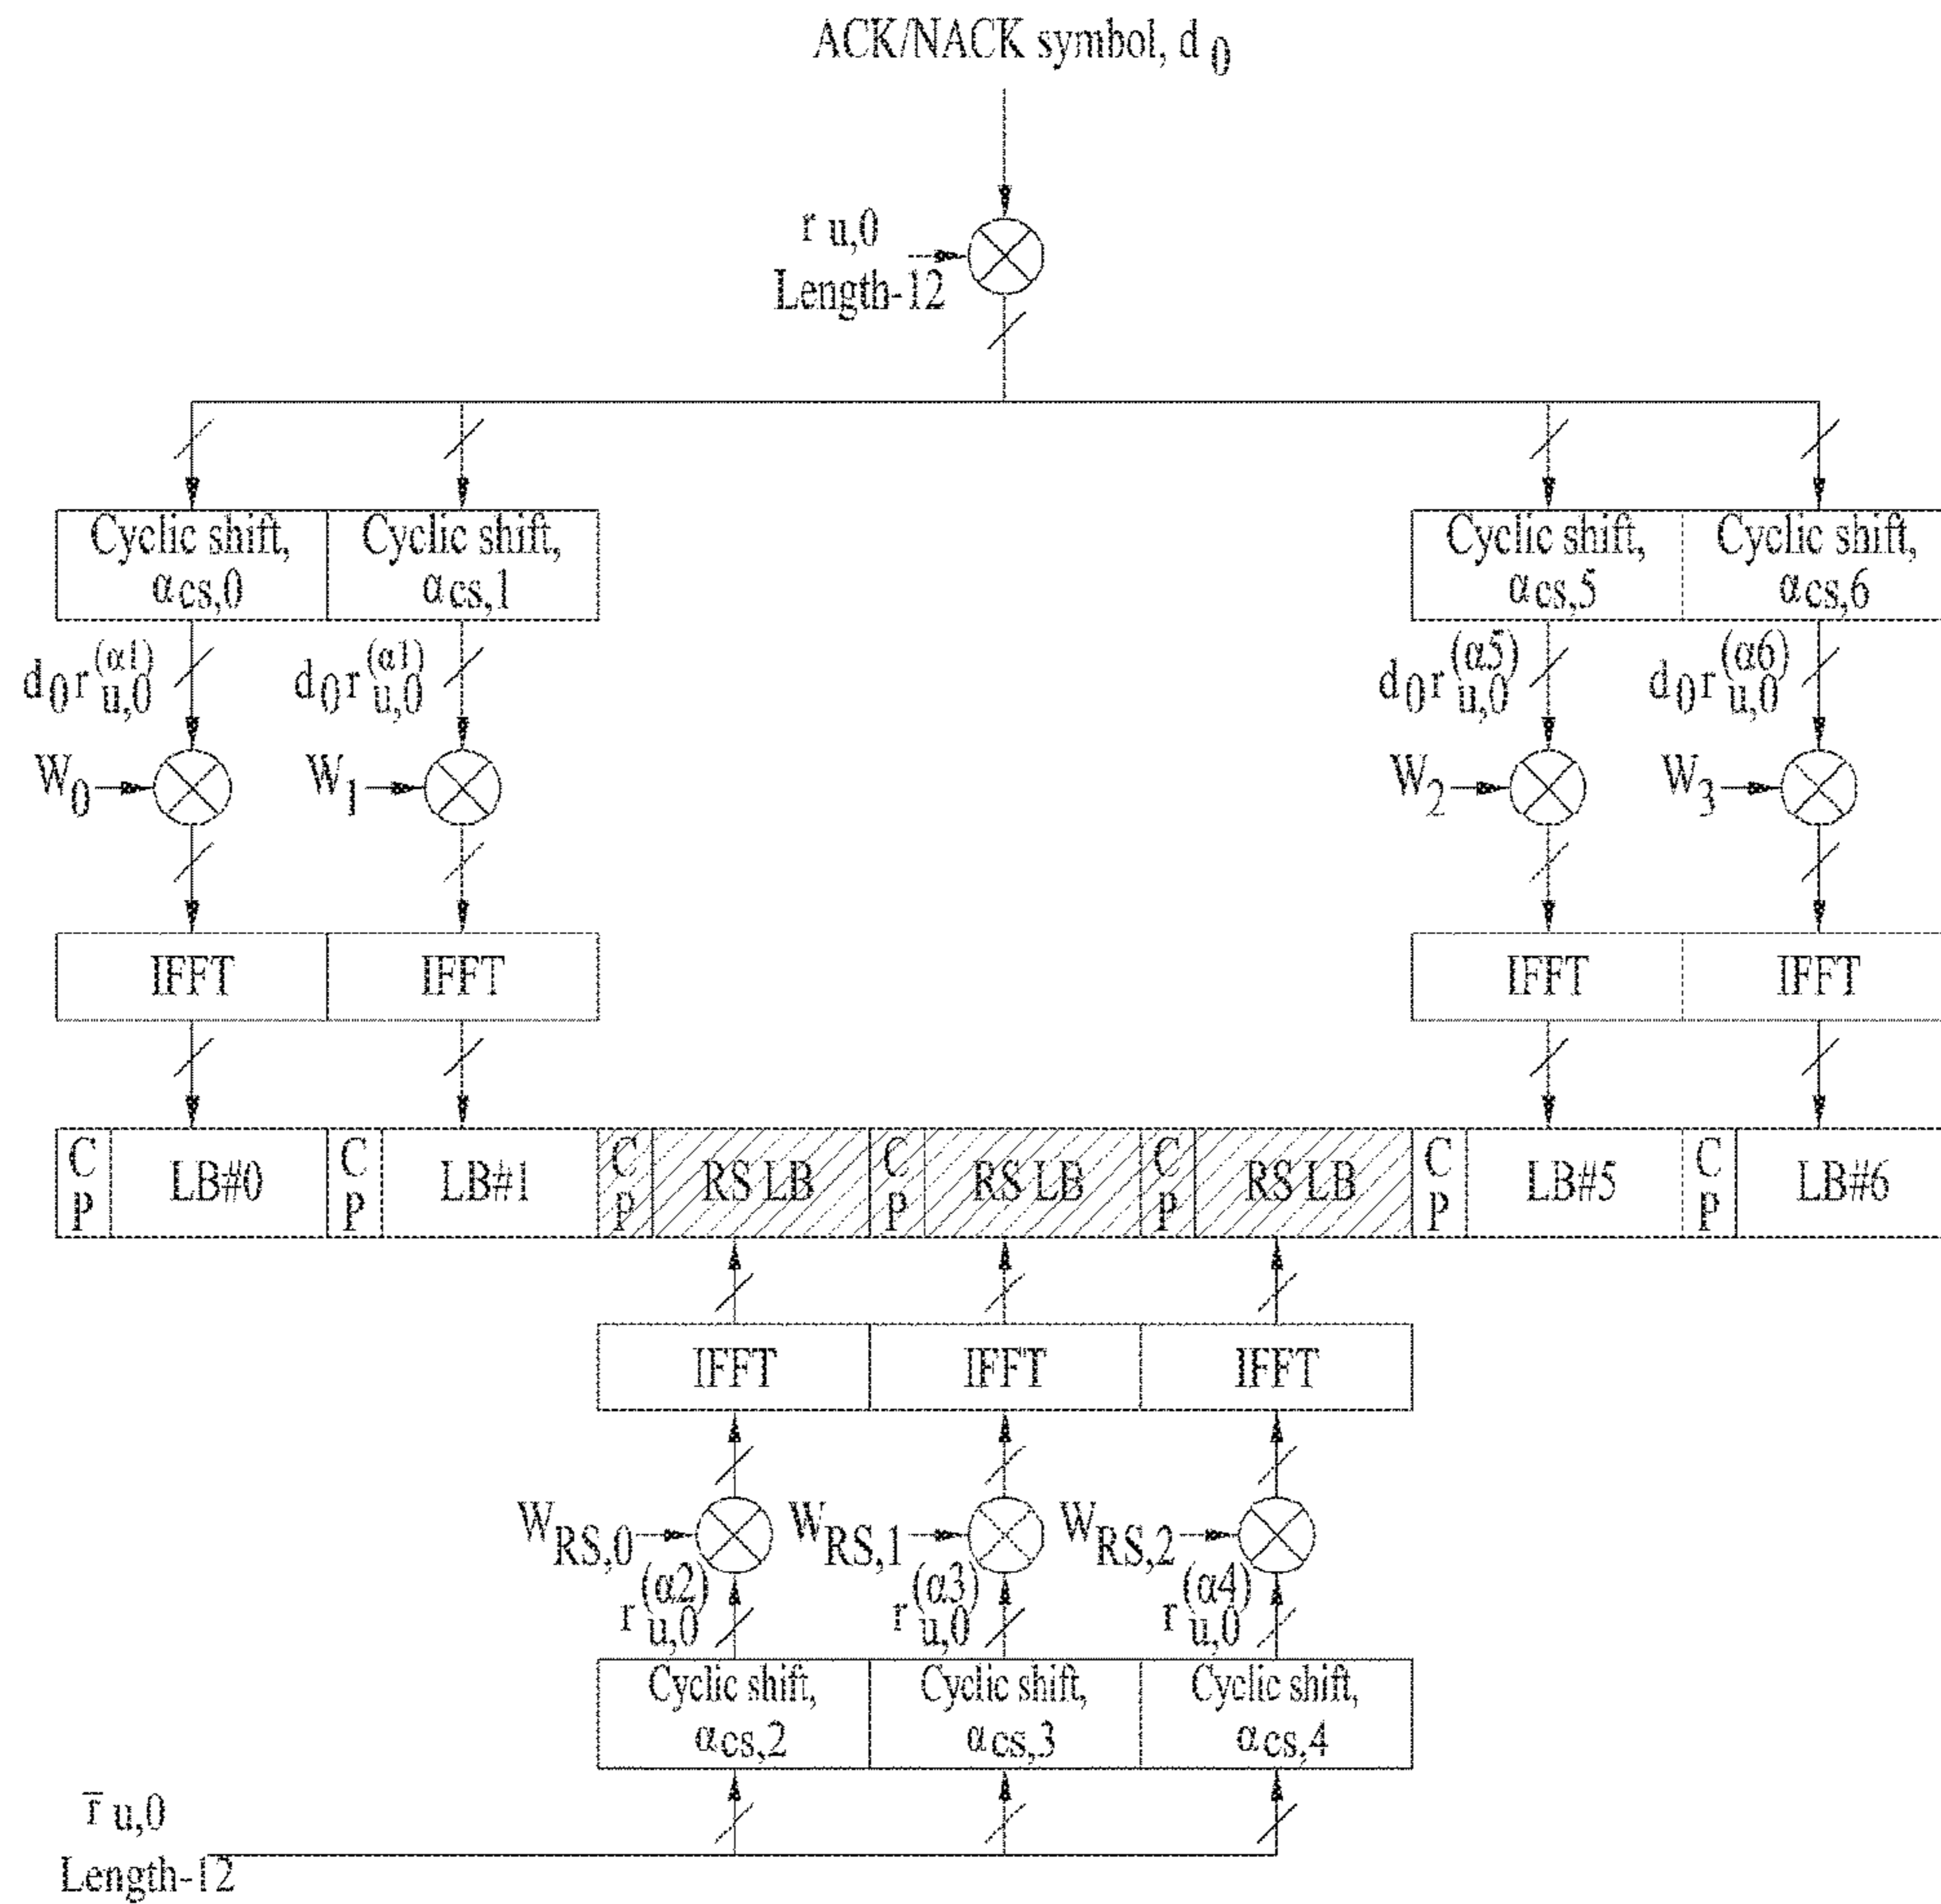 ACK/NACK symbol, d 0
r u,0
Length-12
Cyclic shift, αcs,0
Cyclic shift, αcs,1
Cyclic shift, αcs,5
Cyclic shift, αcs,6
d0 r u,0 (α1)
d0 r u,0 (α1)
d0 r u,0 (α5)
d0 r u,0 (α6)
W0
W1
W2
W3
IFFT
IFFT
IFFT
IFFT
CP
LB#0
CP
LB#1
CP
RS LB
CP
RS LB
CP
RS LB
CP
LB#5
CP
LB#6
IFFT
IFFT
IFFT
WRS,0
WRS,1
WRS,2
r u,0 (α2)
r u,0 (α3)
r u,0 (α4)
Cyclic shift, αcs,2
Cyclic shift, αcs,3
Cyclic shift, αcs,4
r̄ u,0
Length-12